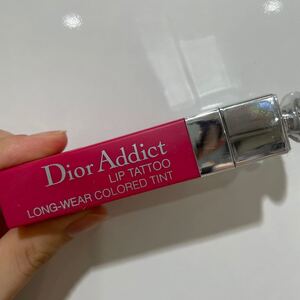 Dior Addict
LIP TATTOO
LONG-WEAR COLORED TINT